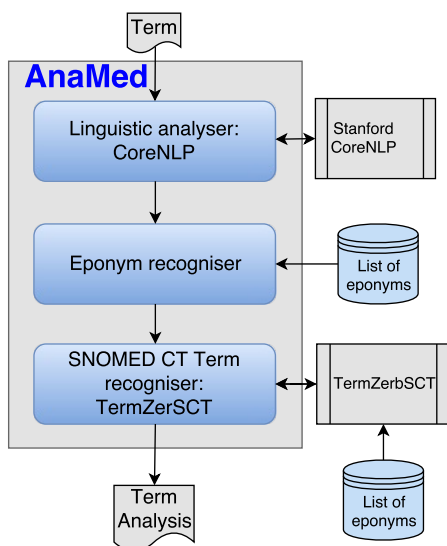 Term
AnaMed
Linguistic analyser:
CoreNLP
Stanford
CoreNLP
Eponym recogniser
List of
eponyms
SNOMED CT Term
recogniser:
TermZerSCT
TermZerbSCT
Term
Analysis
List of
eponyms